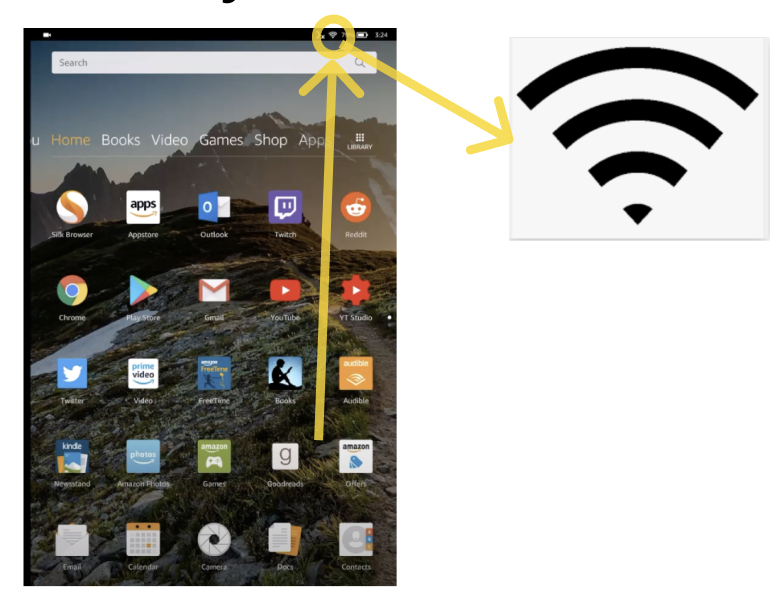 79% 3:24
Search
ou Home Books Video Games Shop App
LIBRARY
apps
Silk Browser Appstore Outlook Twitch Reddit
Chrome Play Store Gmail YouTube YT Studio
prime video
amazon FreeTime
audible
Twitter Video FreeTime Books Audible
kindle
photos
amazon
g
amazon
Newsstand Amazon Photos Games Goodreads Offers
Email Calendar Camera Docs Contacts